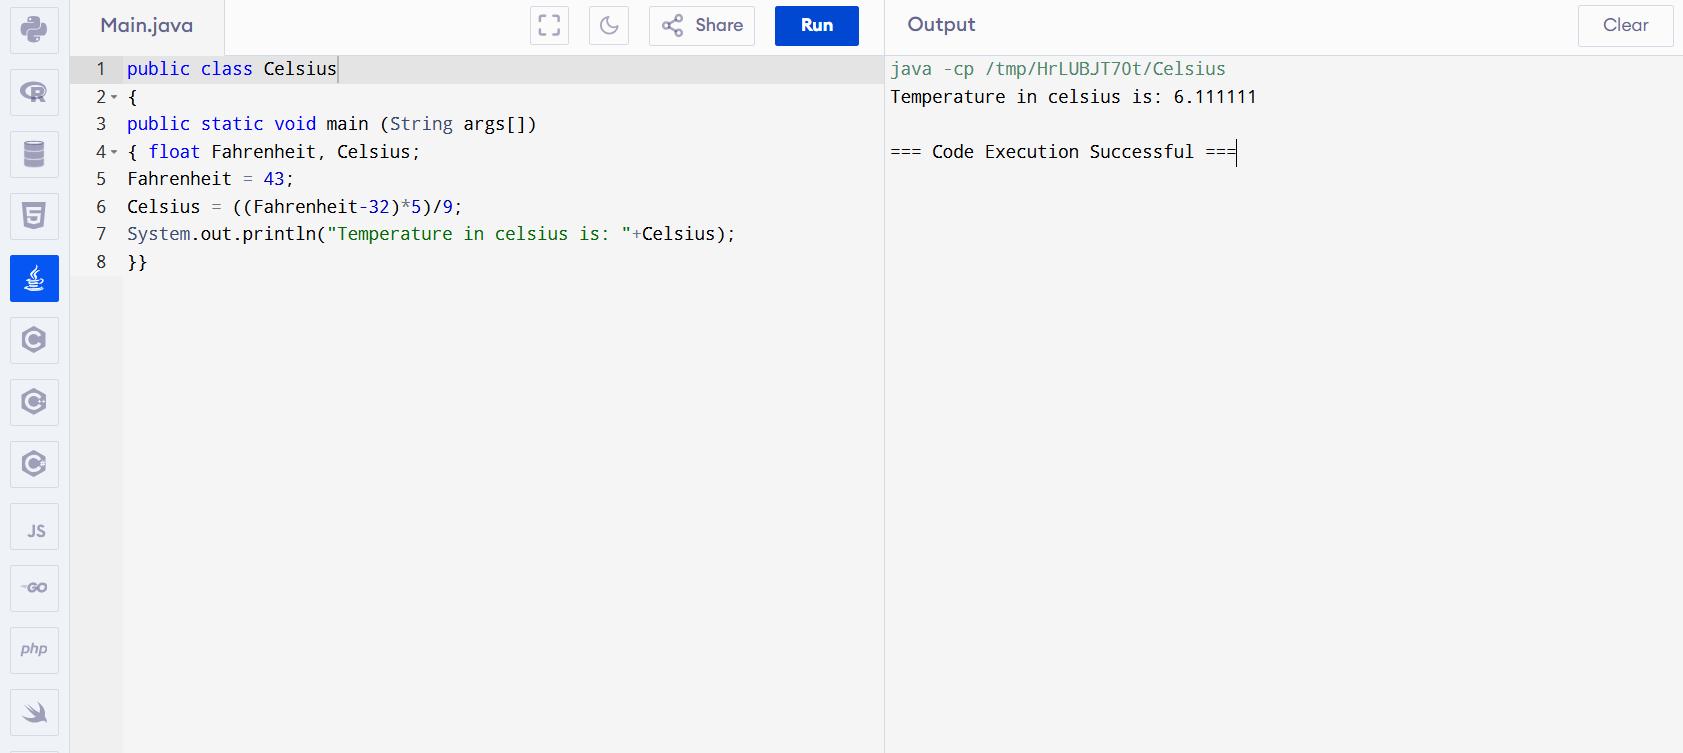 Main.java
Share
Run
Output
Clear
1 public class Celsius
2 {
3 public static void main (String args[])
4 { float Fahrenheit, Celsius;
5 Fahrenheit = 43;
6 Celsius = ((Fahrenheit-32)*5)/9;
7 System.out.println("Temperature in celsius is: "+Celsius);
8 }}
java -cp /tmp/HrLUBJT70t/Celsius
Temperature in celsius is: 6.111111
=== Code Execution Successful ===
R
5
C
C+
C#
JS
GO
php